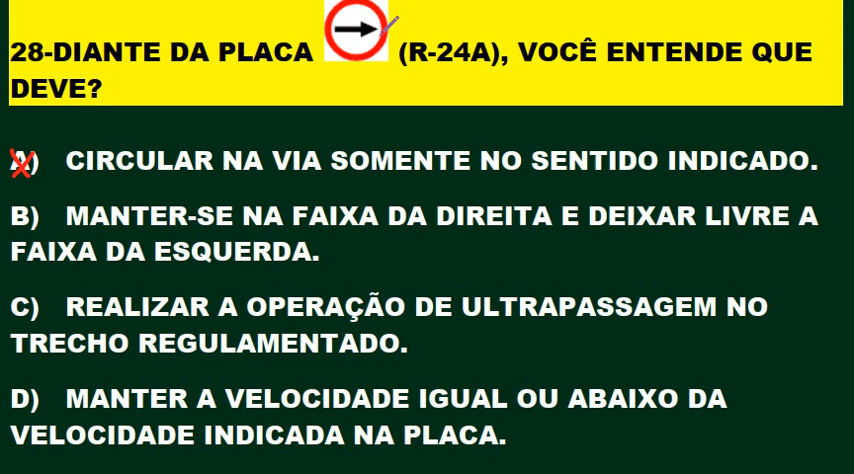 28-DIANTE DA PLACA (R-24A), VOCÊ ENTENDE QUE
DEVE?
A) CIRCULAR NA VIA SOMENTE NO SENTIDO INDICADO.
B) MANTER-SE NA FAIXA DA DIREITA E DEIXAR LIVRE A
FAIXA DA ESQUERDA.
C) REALIZAR A OPERAÇÃO DE ULTRAPASSAGEM NO
TRECHO REGULAMENTADO.
D) MANTER A VELOCIDADE IGUAL OU ABAIXO DA
VELOCIDADE INDICADA NA PLACA.